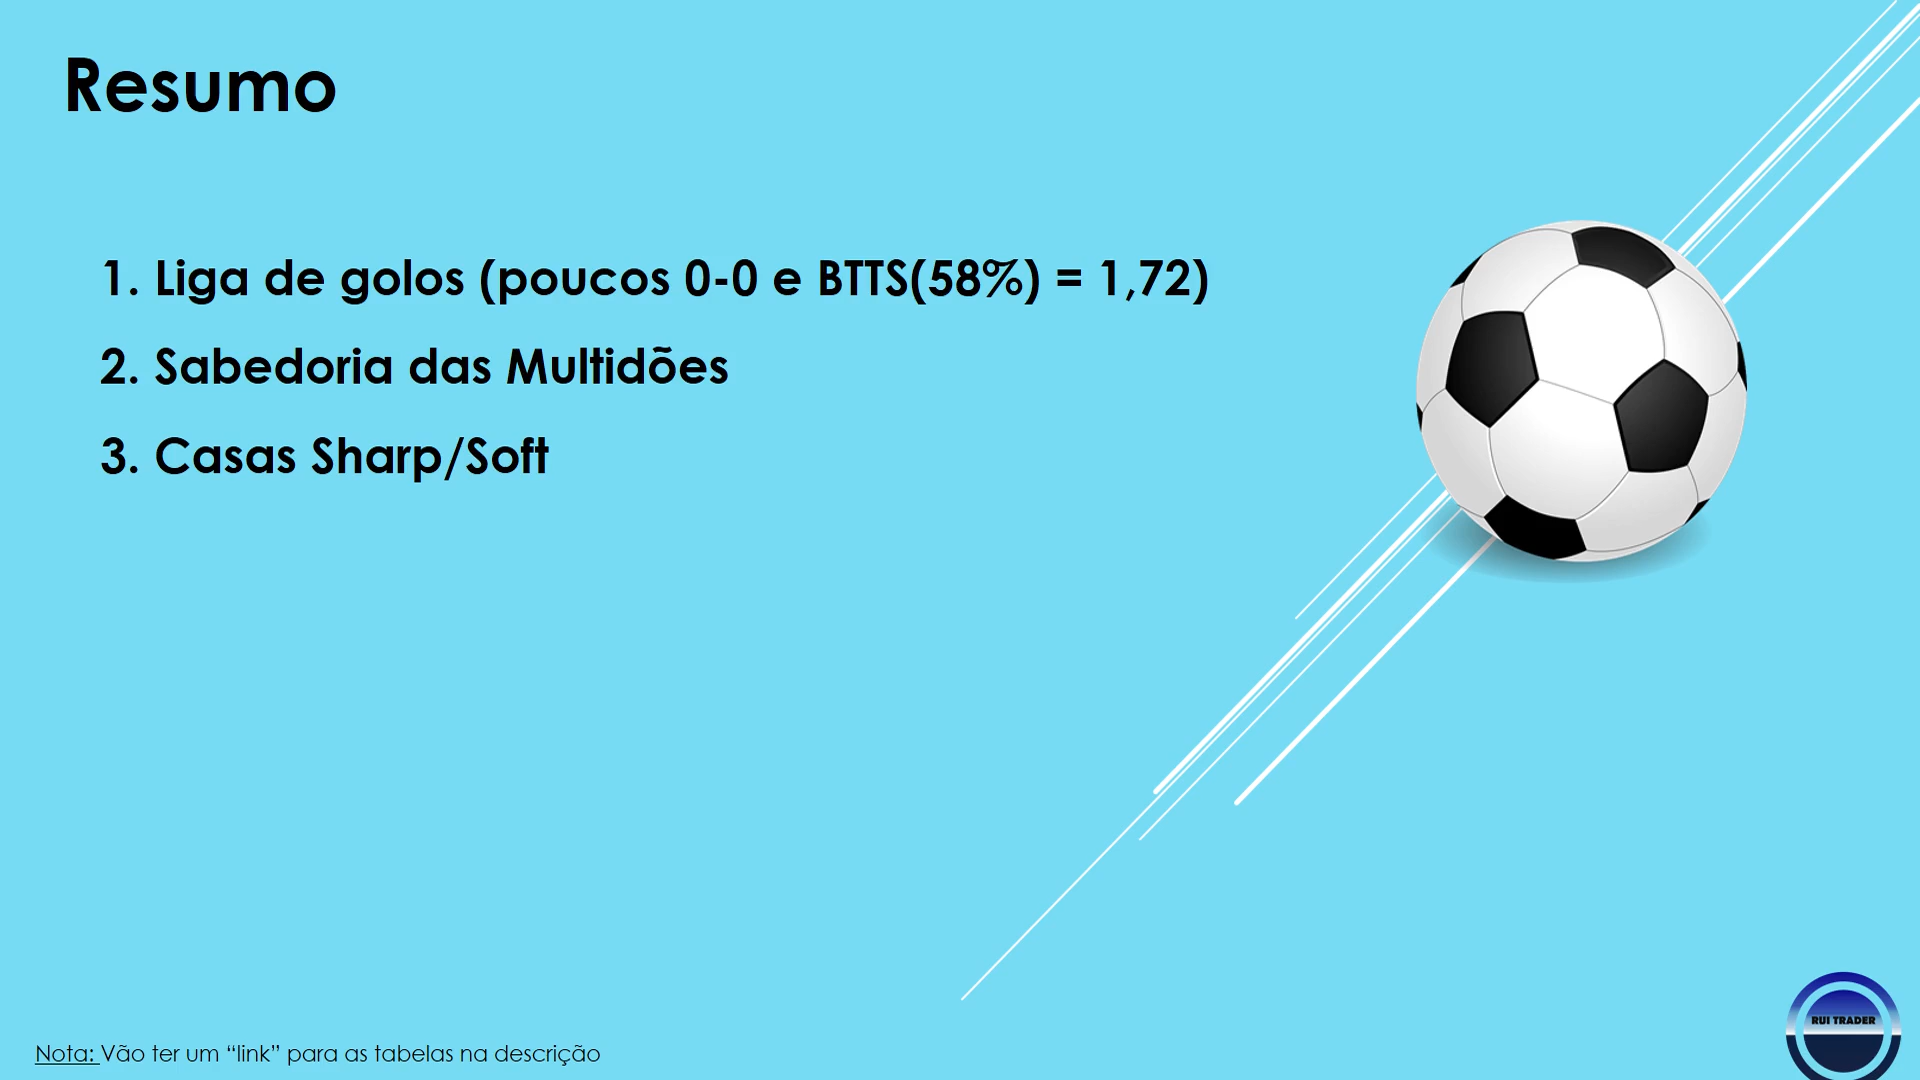 Resumo
1. Liga de golos (poucos 0-0 e BTTS(58%) = 1,72)
2. Sabedoria das Multidões
3. Casas Sharp/Soft
RUI TRADER
Nota: Vão ter um “link” para as tabelas na descrição